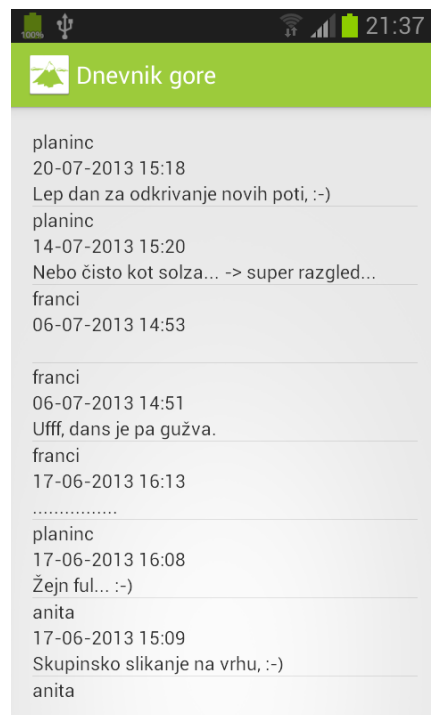 100%
21:37
Dnevnik gore
planinc
20-07-2013 15:18
Lep dan za odkrivanje novih poti, :-)
planinc
14-07-2013 15:20
Nebo čisto kot solza... -> super razgled...
franci
06-07-2013 14:53
franci
06-07-2013 14:51
Ufff, dans je pa gužva.
franci
17-06-2013 16:13
................
planinc
17-06-2013 16:08
Žejn ful... :-)
anita
17-06-2013 15:09
Skupinsko slikanje na vrhu, :-)
anita